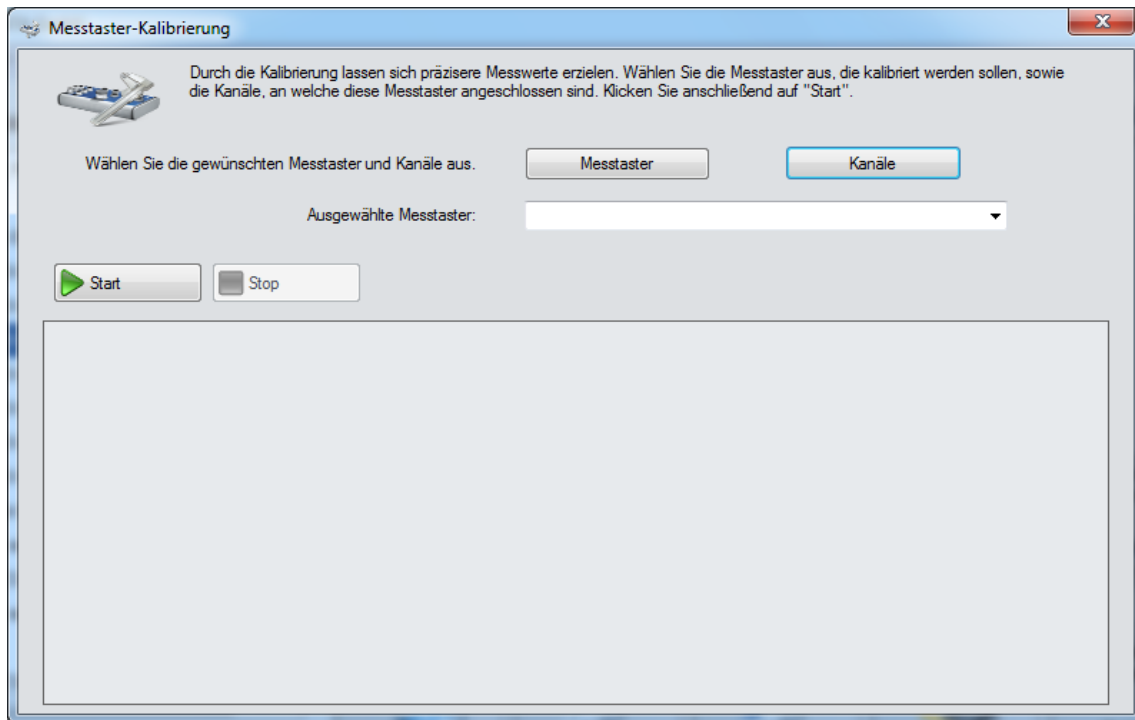 Messtaster-Kalibrierung
Durch die Kalibrierung lassen sich präzisere Messwerte erzielen. Wählen Sie die Messtaster aus, die kalibriert werden sollen, sowie
die Kanäle, an welche diese Messtaster angeschlossen sind. Klicken Sie anschließend auf "Start".
Wählen Sie die gewünschten Messtaster und Kanäle aus.
Messtaster
Kanäle
Ausgewählte Messtaster:
Start
Stop